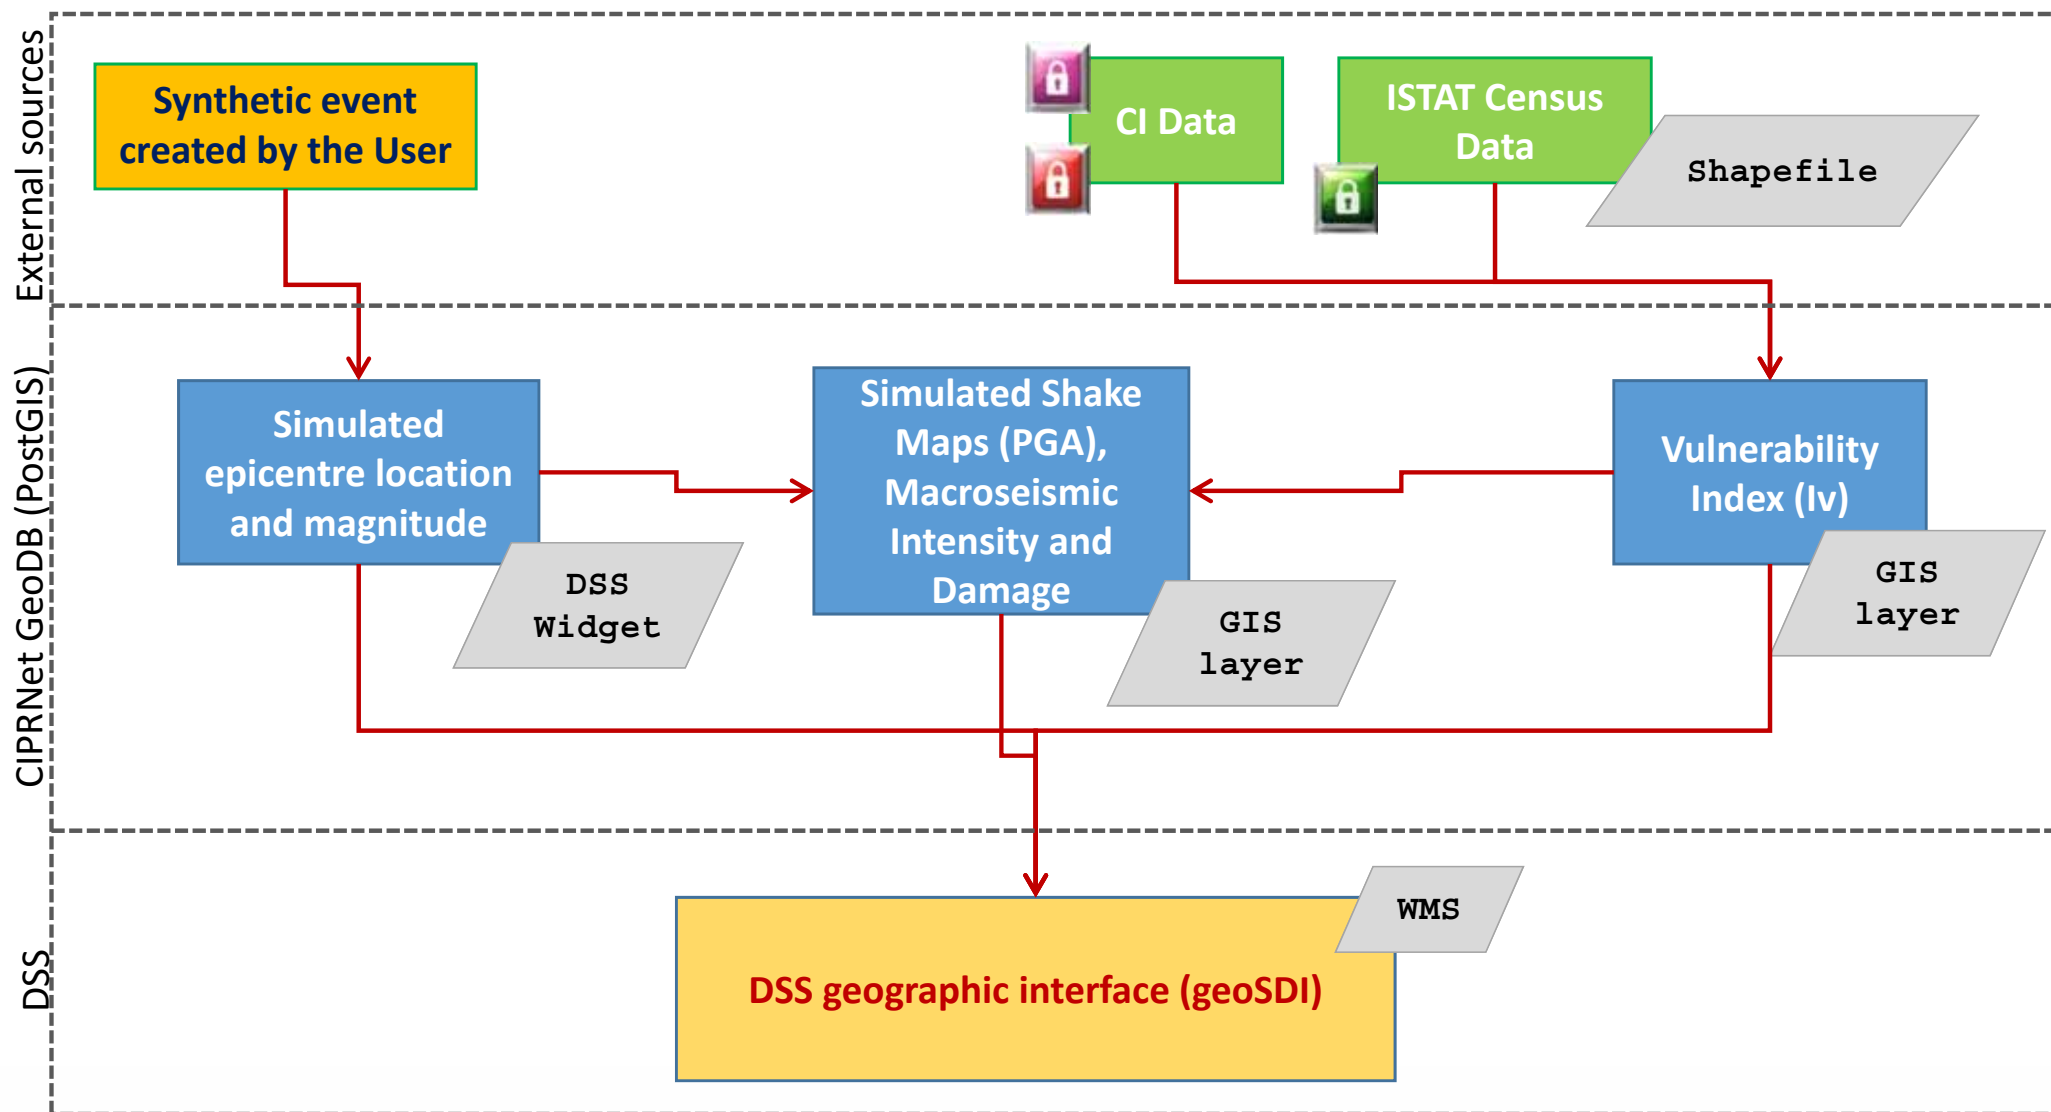 External sources
Synthetic event
created by the User
CI Data
ISTAT Census
Data
Shapefile
CIPRNet GeoDB (PostGIS)
Simulated
epicentre location
and magnitude
DSS
Widget
Simulated Shake
Maps (PGA),
Macroseismic
Intensity and
Damage
GIS
layer
Vulnerability
Index (Iv)
GIS
layer
DSS
WMS
DSS geographic interface (geoSDI)